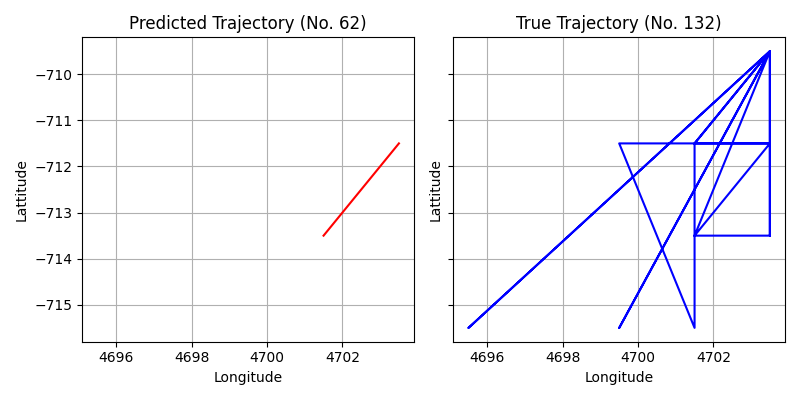 Predicted Trajectory (No. 62)
True Trajectory (No. 132)
Lattitude
−710
−711
−712
−713
−714
−715
4696
4698
4700
4702
Longitude
Lattitude
4696
4698
4700
4702
Longitude